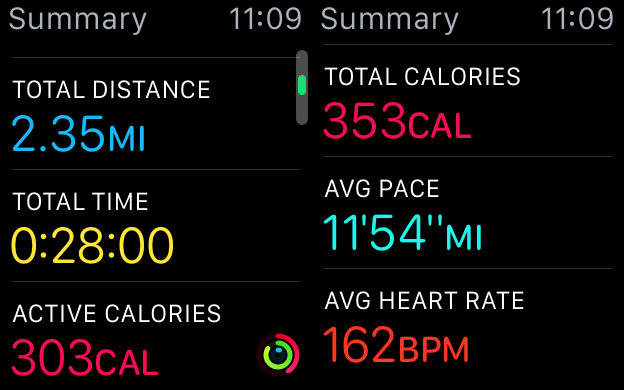 Summary 11:09
TOTAL DISTANCE
2.35MI
TOTAL TIME
0:28:00
ACTIVE CALORIES
303CAL
Summary 11:09
TOTAL CALORIES
353CAL
AVG PACE
11'54''MI
AVG HEART RATE
162BPM